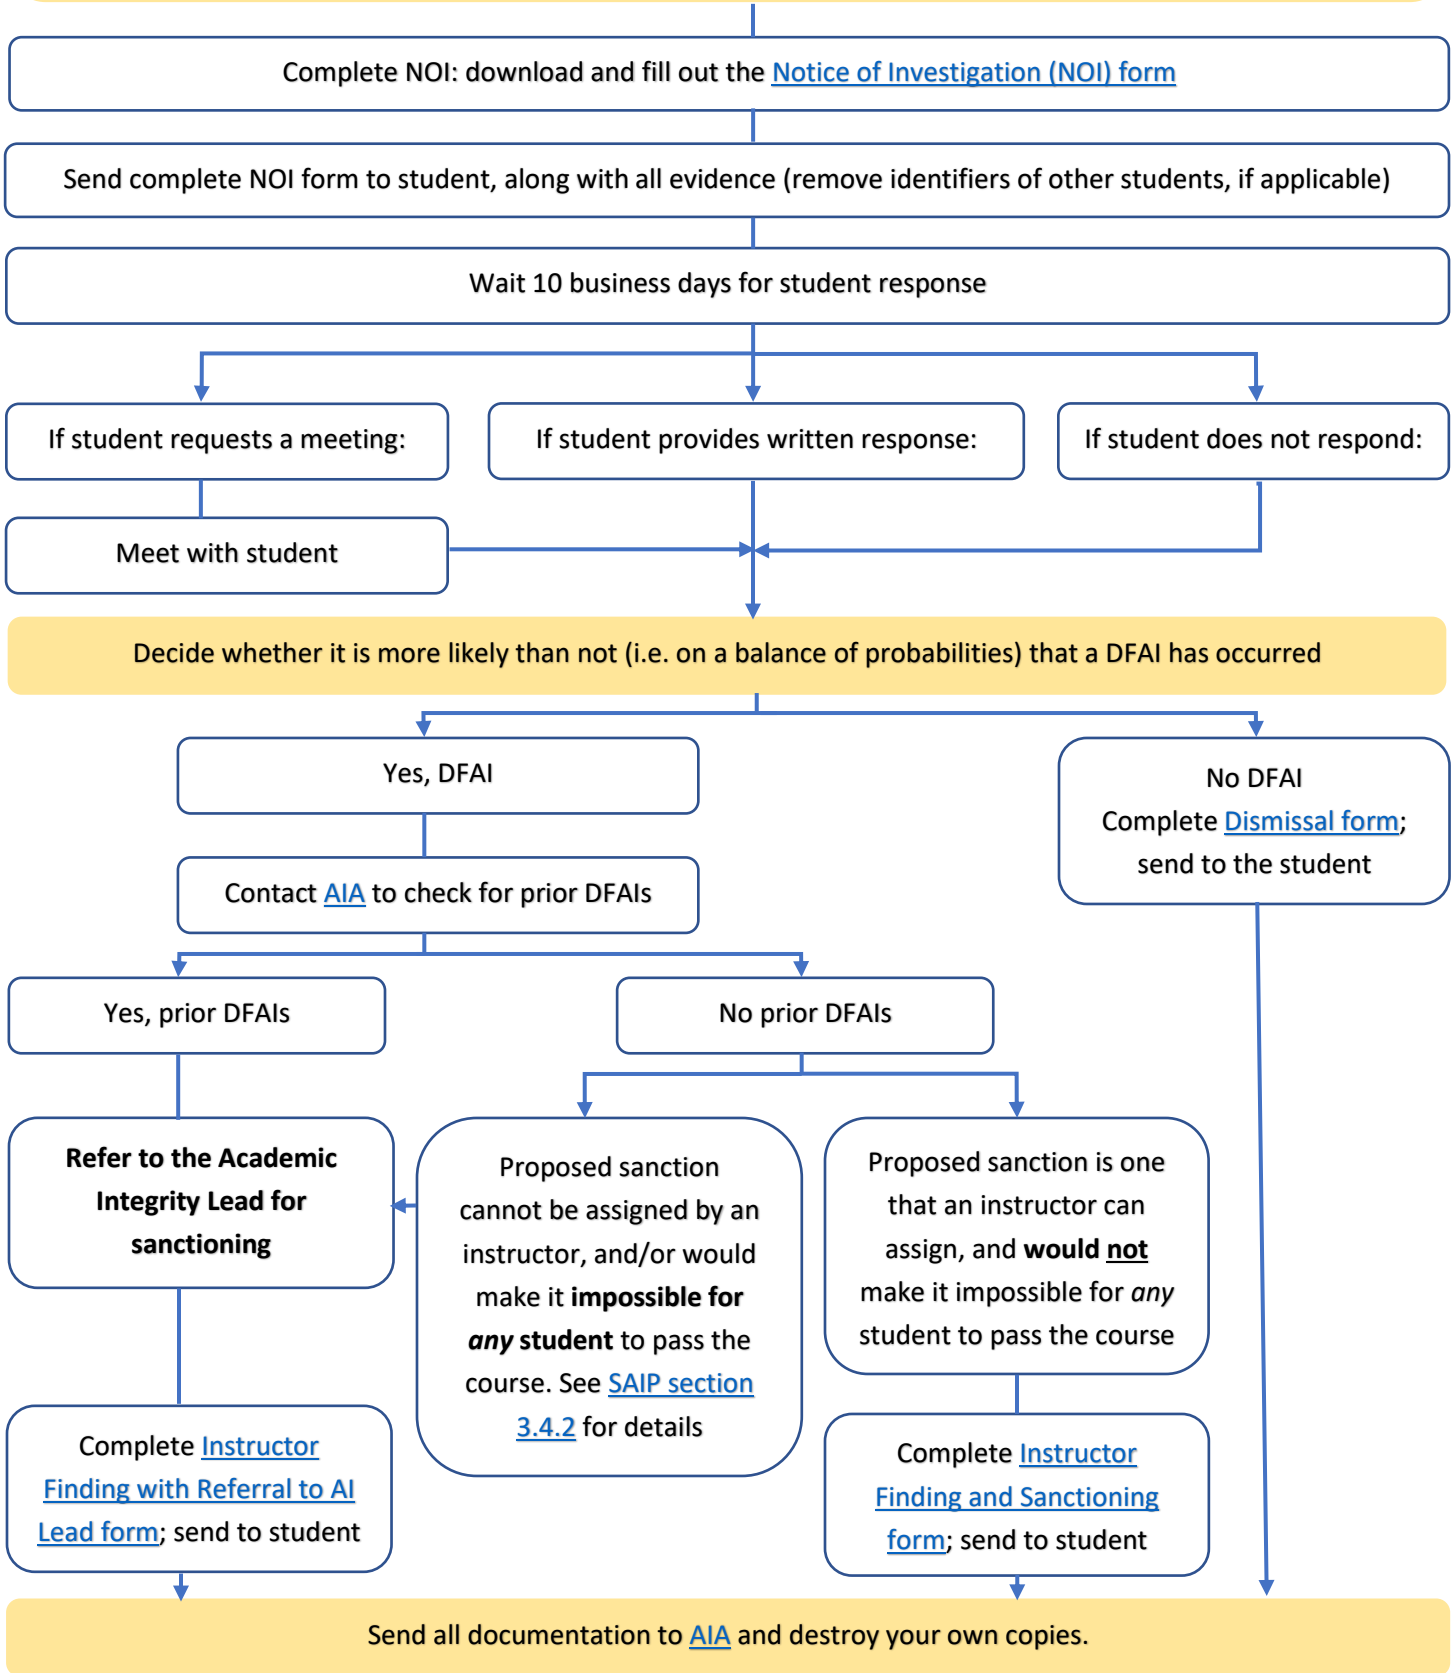 Complete NOI: download and fill out the Notice of Investigation (NOI) form
Send complete NOI form to student, along with all evidence (remove identifiers of other students, if applicable)
Wait 10 business days for student response
If student requests a meeting:
If student provides written response:
If student does not respond:
Meet with student
Decide whether it is more likely than not (i.e. on a balance of probabilities) that a DFAI has occurred
Yes, DFAI
No DFAI
Complete Dismissal form;
send to the student
Contact AIA to check for prior DFAIs
Yes, prior DFAIs
No prior DFAIs
Refer to the Academic
Integrity Lead for
sanctioning
Proposed sanction
cannot be assigned by an
instructor, and/or would
make it impossible for
any student to pass the
course. See SAIP section
3.4.2 for details
Proposed sanction is one
that an instructor can
assign, and would not
make it impossible for any
student to pass the course
Complete Instructor
Finding with Referral to AI
Lead form; send to student
Complete Instructor
Finding and Sanctioning
form; send to student
Send all documentation to AIA and destroy your own copies.